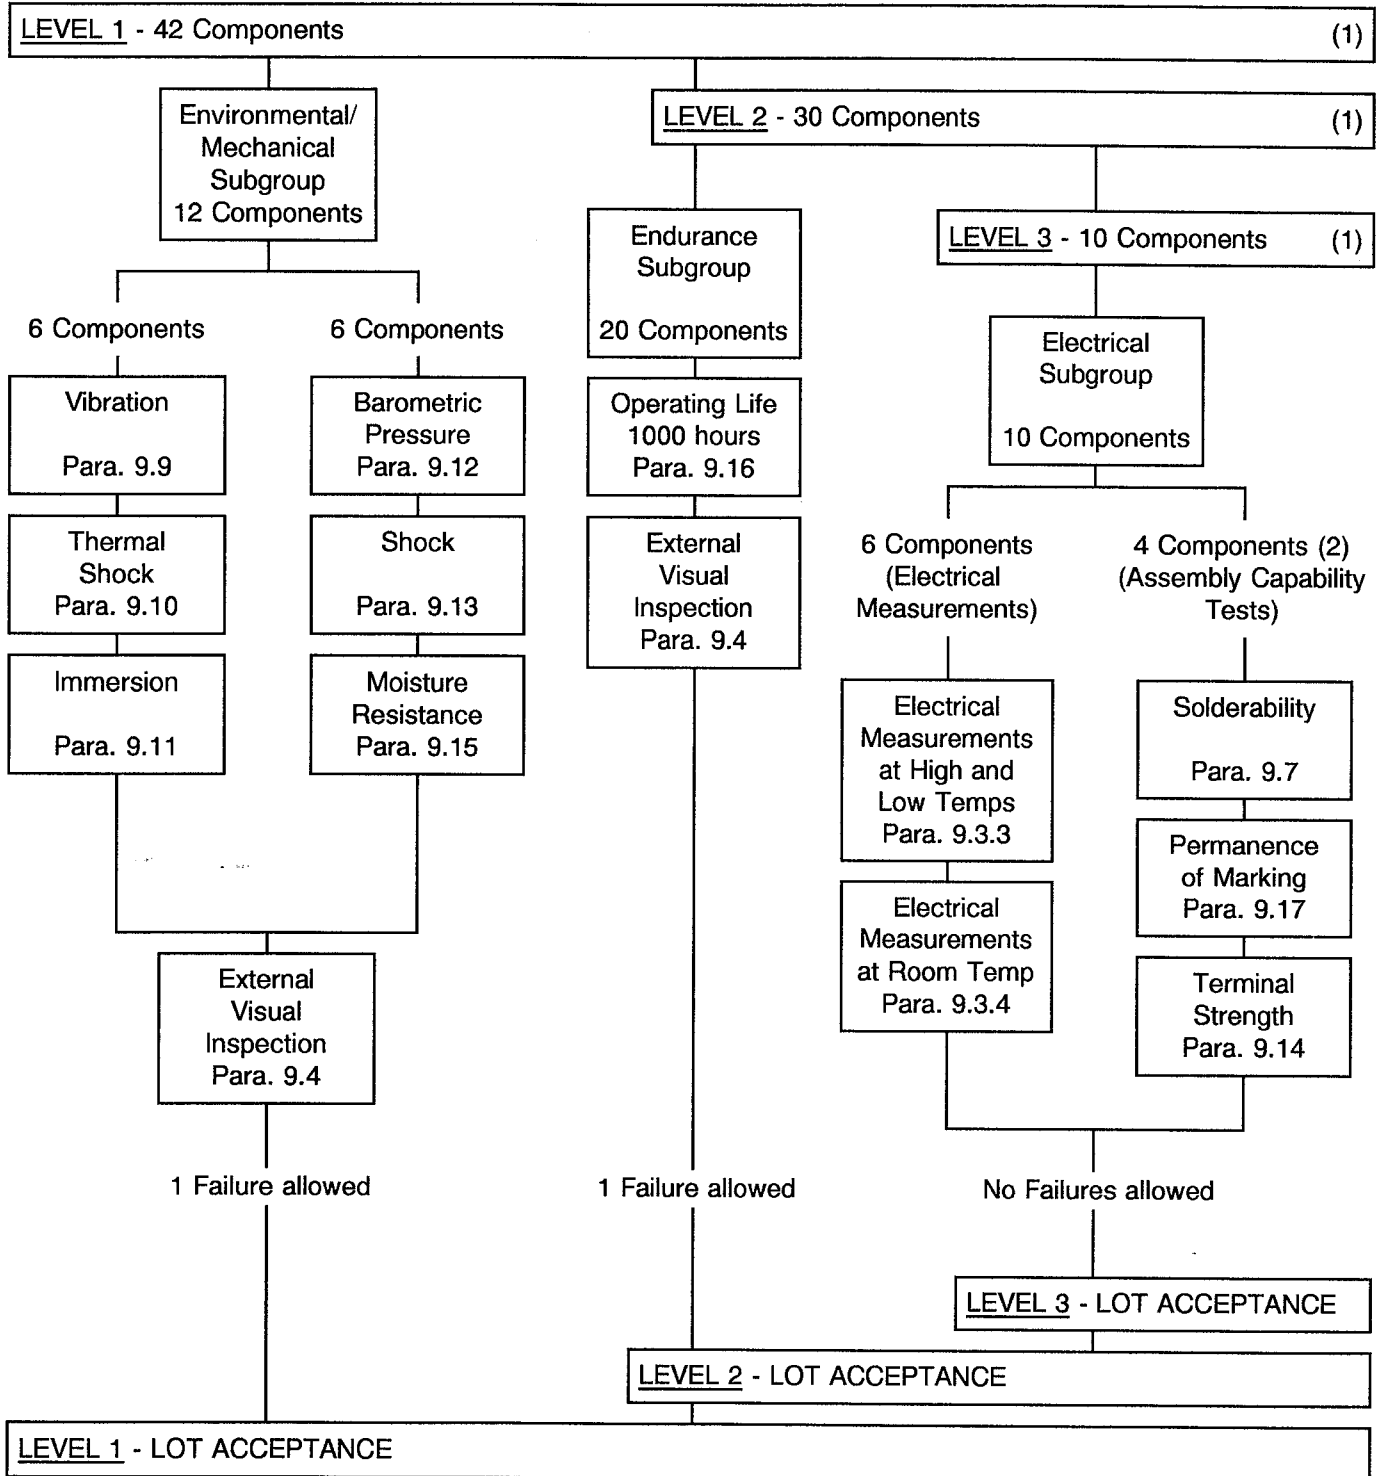 LEVEL 1 - 42 Components (1)
Environmental/
Mechanical
Subgroup
12 Components
LEVEL 2 - 30 Components (1)
Endurance
Subgroup
20 Components
LEVEL 3 - 10 Components (1)
Electrical
Subgroup
10 Components
6 Components
6 Components
Vibration
Para. 9.9
Thermal
Shock
Para. 9.10
Immersion
Para. 9.11
Barometric
Pressure
Para. 9.12
Shock
Para. 9.13
Moisture
Resistance
Para. 9.15
External
Visual
Inspection
Para. 9.4
1 Failure allowed
Operating Life
1000 hours
Para. 9.16
External
Visual
Inspection
Para. 9.4
1 Failure allowed
6 Components
(Electrical
Measurements)
Electrical
Measurements
at High and
Low Temps
Para. 9.3.3
Electrical
Measurements
at Room Temp
Para. 9.3.4
4 Components (2)
(Assembly Capability
Tests)
Solderability
Para. 9.7
Permanence
of Marking
Para. 9.17
Terminal
Strength
Para. 9.14
No Failures allowed
LEVEL 3 - LOT ACCEPTANCE
LEVEL 2 - LOT ACCEPTANCE
LEVEL 1 - LOT ACCEPTANCE